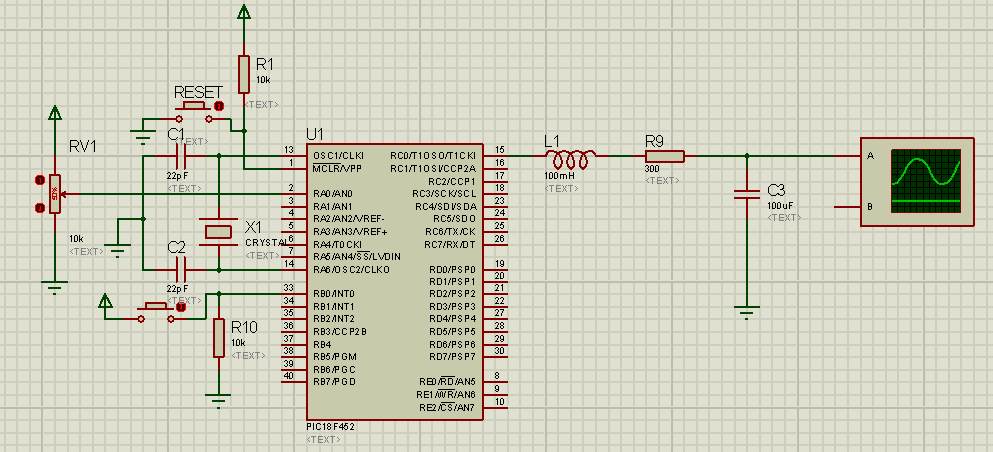 R1
10k
<TEXT>
RESET
<TEXT>
RV1
10k
C1
22pF
<TEXT>
X1
CRYSTAL
<TEXT>
C2
22pF
<TEXT>
R10
10k
<TEXT>
U1
13 OSC1/CLKI
1 MCLR/VPP
2 RA0/AN0
3 RA1/AN1
4 RA2/AN2/VREF-
5 RA3/AN3/VREF+
6 RA4/T0CKI
7 RA5/AN4/SS/LVDIN
14 RA6/OSC2/CLKO
33 RB0/INT0
34 RB1/INT1
35 RB2/INT2
36 RB3/CCP2B
37 RB4
38 RB5/PGM
39 RB6/PGC
40 RB7/PGD
RC0/T1OSO/T1CKI 15
RC1/T1OSI/CCP2A 16
RC2/CCP1 17
RC3/SCK/SCL 18
RC4/SDI/SDA 23
RC5/SDO 24
RC6/TX/CK 25
RC7/RX/DT 26
RD0/PSP0 19
RD1/PSP1 20
RD2/PSP2 21
RD3/PSP3 22
RD4/PSP4 27
RD5/PSP5 28
RD6/PSP6 29
RD7/PSP7 30
RE0/RD/AN5 8
RE1/WR/AN6 9
RE2/CS/AN7 10
PIC18F452
<TEXT>
L1
100mH
<TEXT>
R9
300
<TEXT>
C3
100uF
<TEXT>
A
B